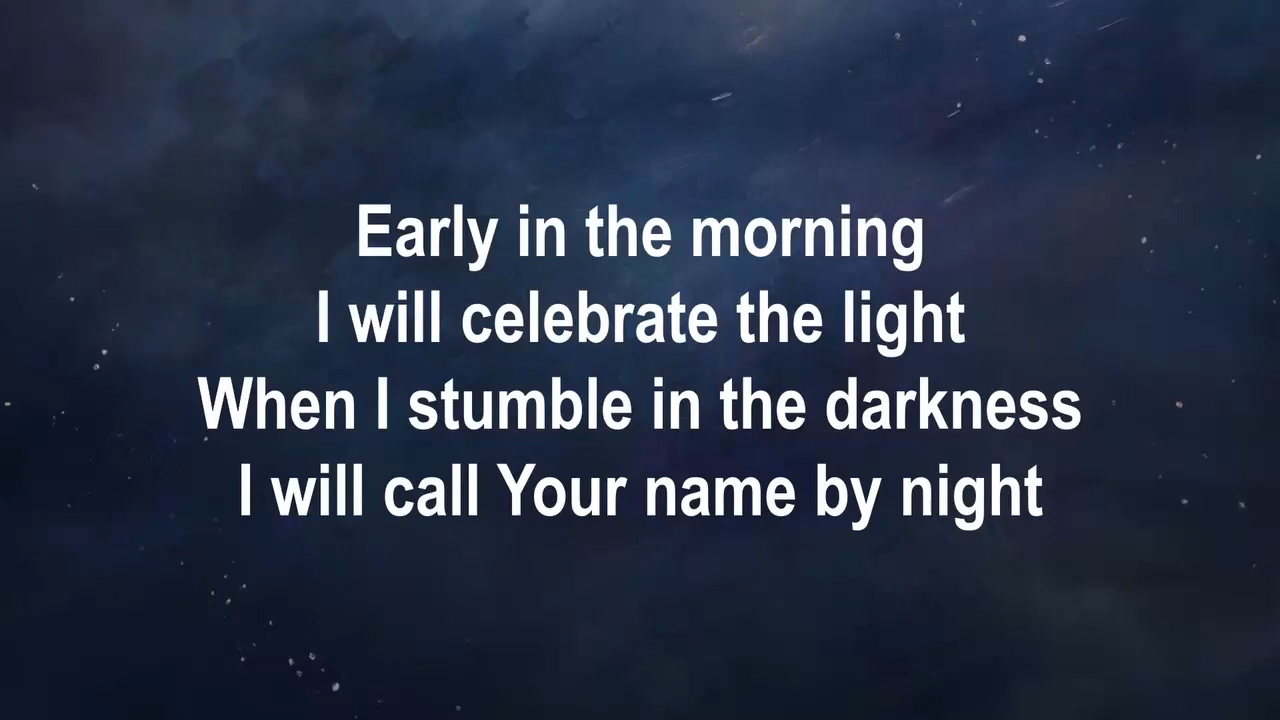 Early in the morning
I will celebrate the light
When I stumble in the darkness
I will call Your name by night